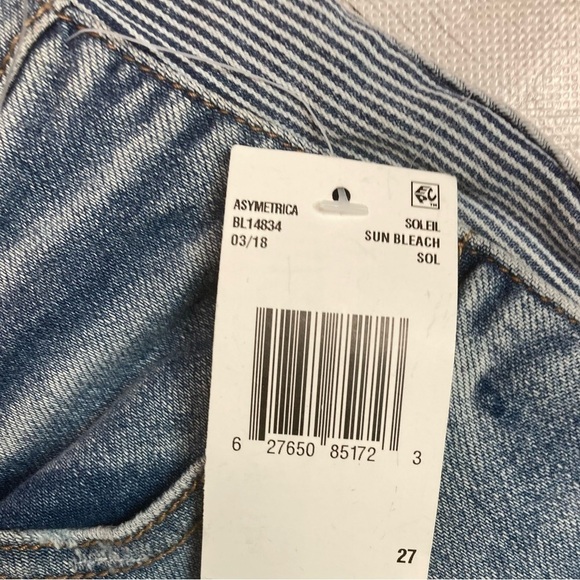 ASYMETRICA
BL14834
03/18
SOLEIL
SUN BLEACH
SOL
6 27650 85172 3
27